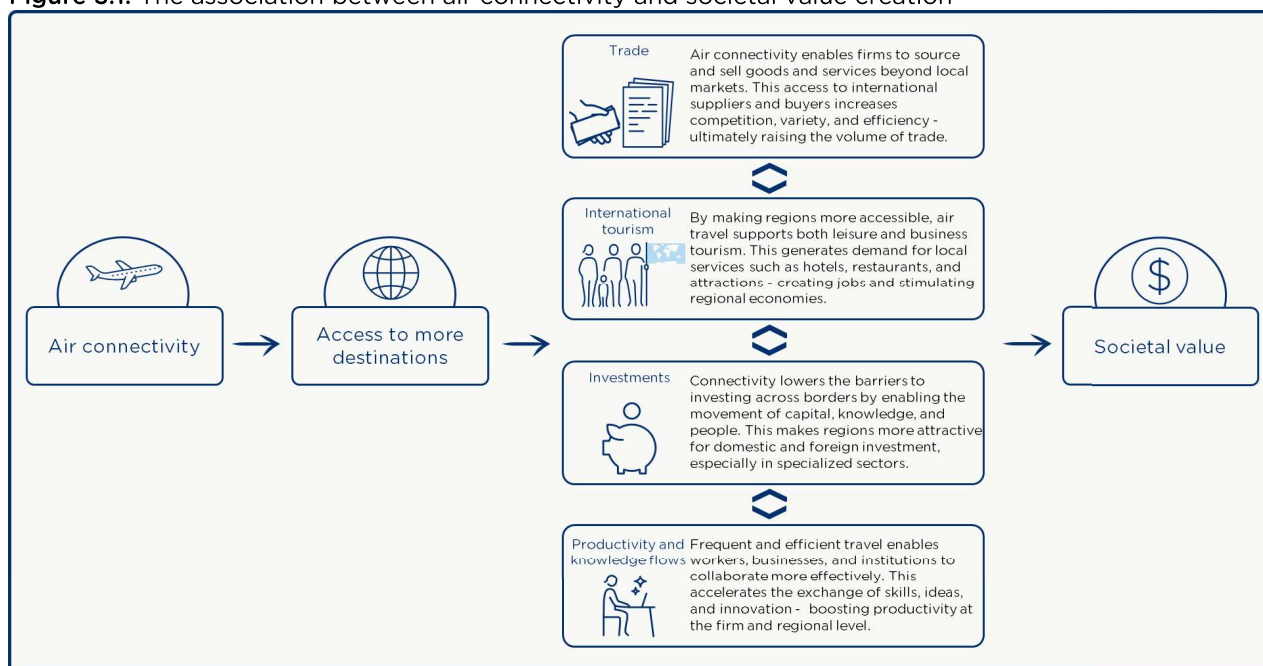 Figure 3.1. The association between air connectivity and societal value creation
Trade
Air connectivity enables firms to source
and sell goods and services beyond local
markets. This access to international
suppliers and buyers increases
competition, variety, and efficiency -
ultimately raising the volume of trade.
International
tourism
By making regions more accessible, air
travel supports both leisure and business
tourism. This generates demand for local
services such as hotels, restaurants, and
attractions - creating jobs and stimulating
regional economies.
Air connectivity
Access to more
destinations
$
Societal value
Investments
Connectivity lowers the barriers to
investing across borders by enabling the
movement of capital, knowledge, and
people. This makes regions more attractive
for domestic and foreign investment,
especially in specialized sectors.
Productivity and
knowledge flows
Frequent and efficient travel enables
workers, businesses, and institutions to
collaborate more effectively. This
accelerates the exchange of skills, ideas,
and innovation - boosting productivity at
the firm and regional level.